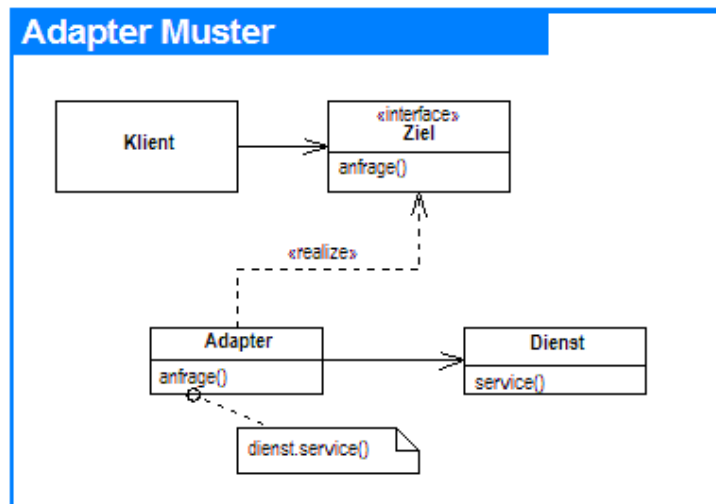 Adapter Muster
Klient
«interface»
Ziel
anfrage()
«realize»
Adapter
anfrage()
Dienst
service()
dienst.service()